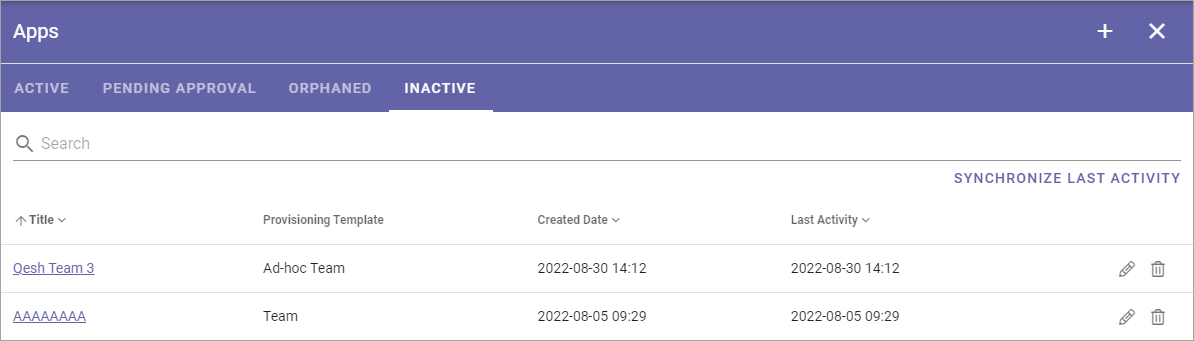 Apps
ACTIVE PENDING APPROVAL ORPHANED INACTIVE
Search
SYNCHRONIZE LAST ACTIVITY
Title Provisioning Template Created Date Last Activity
Qesh Team 3 Ad-hoc Team 2022-08-30 14:12 2022-08-30 14:12
AAAAAAAA Team 2022-08-05 09:29 2022-08-05 09:29